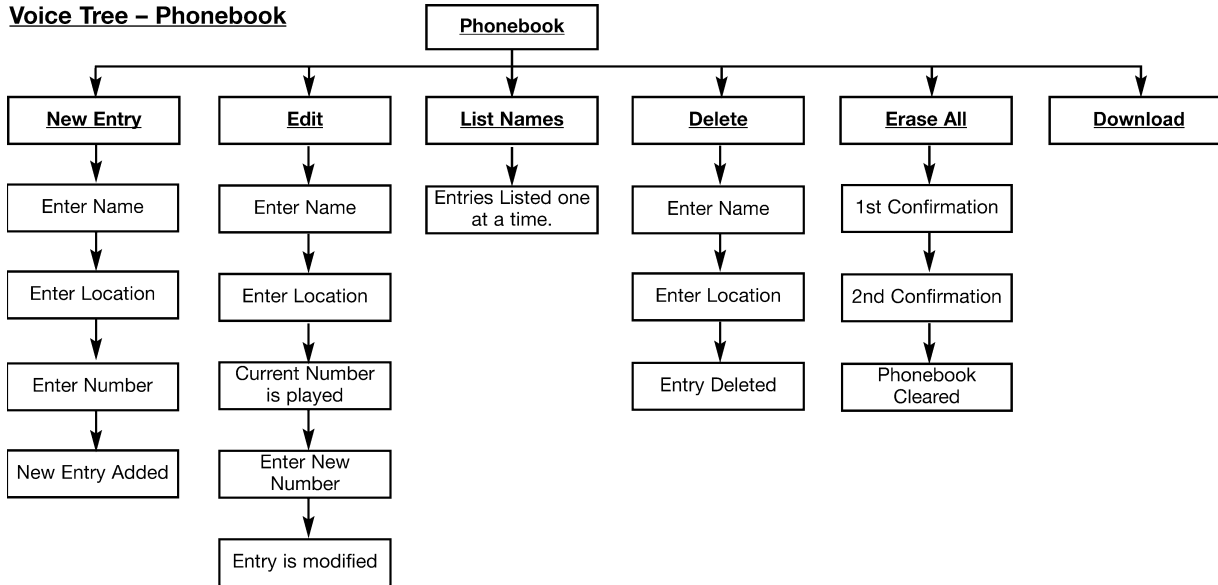 Voice Tree – Phonebook
Phonebook
New Entry
Edit
List Names
Delete
Erase All
Download
Enter Name
Enter Name
Entries Listed one
at a time.
Enter Name
1st Confirmation
Enter Location
Enter Location
Enter Location
2nd Confirmation
Enter Number
Current Number
is played
Entry Deleted
Phonebook
Cleared
New Entry Added
Enter New
Number
Entry is modified